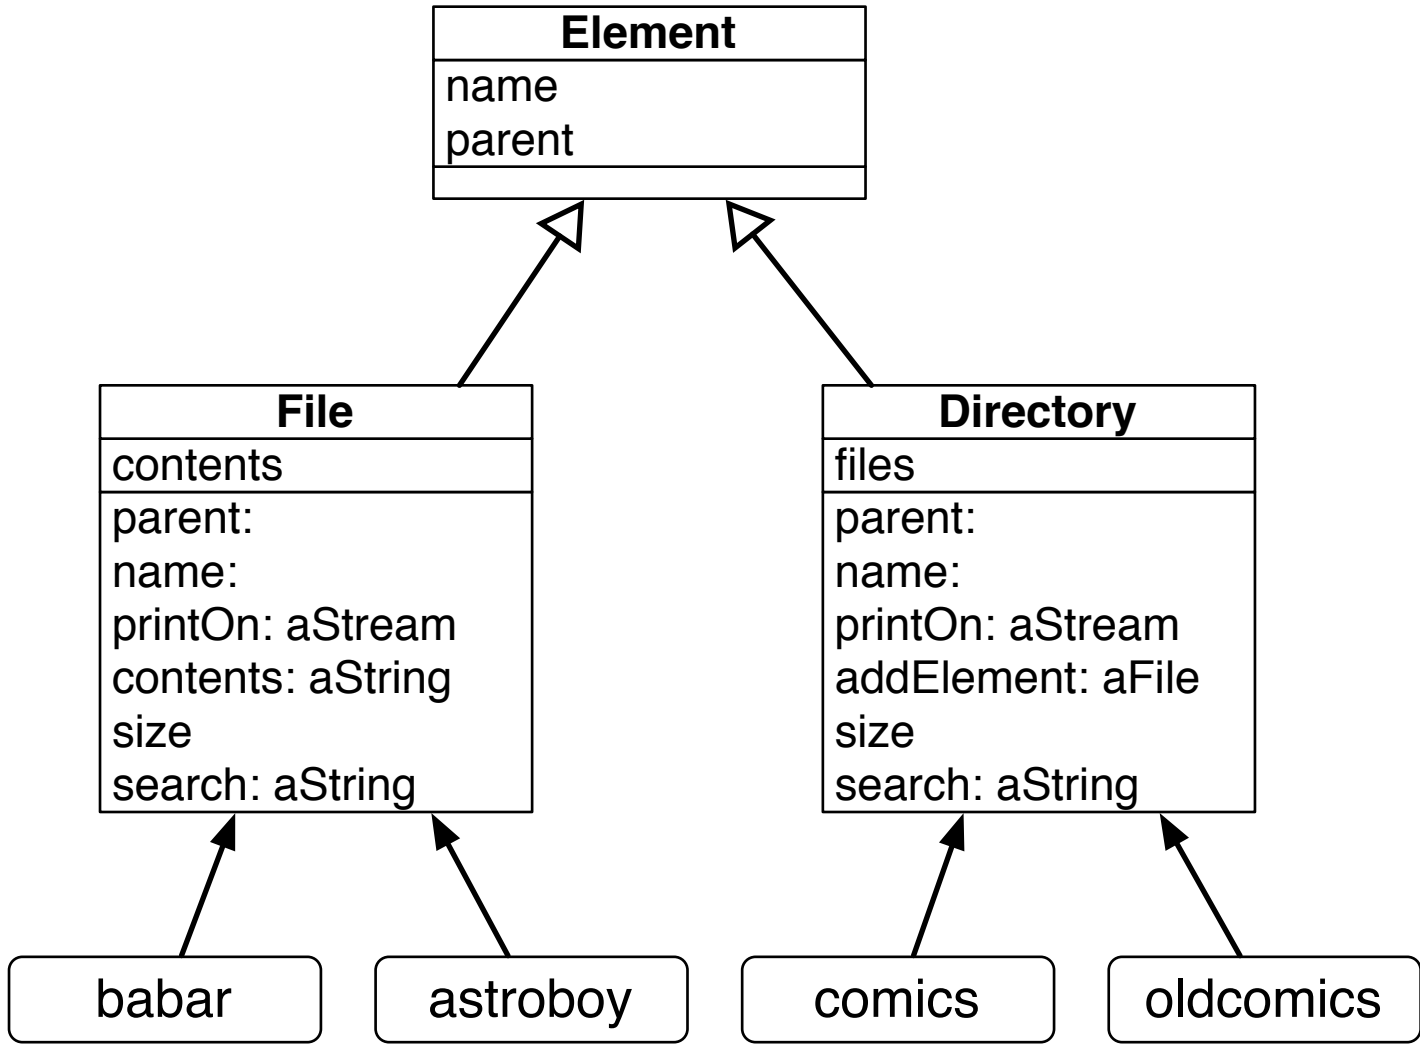 Element
name
parent
File
contents
parent:
name:
printOn: aStream
contents: aString
size
search: aString
Directory
files
parent:
name:
printOn: aStream
addElement: aFile
size
search: aString
babar
astroboy
comics
oldcomics